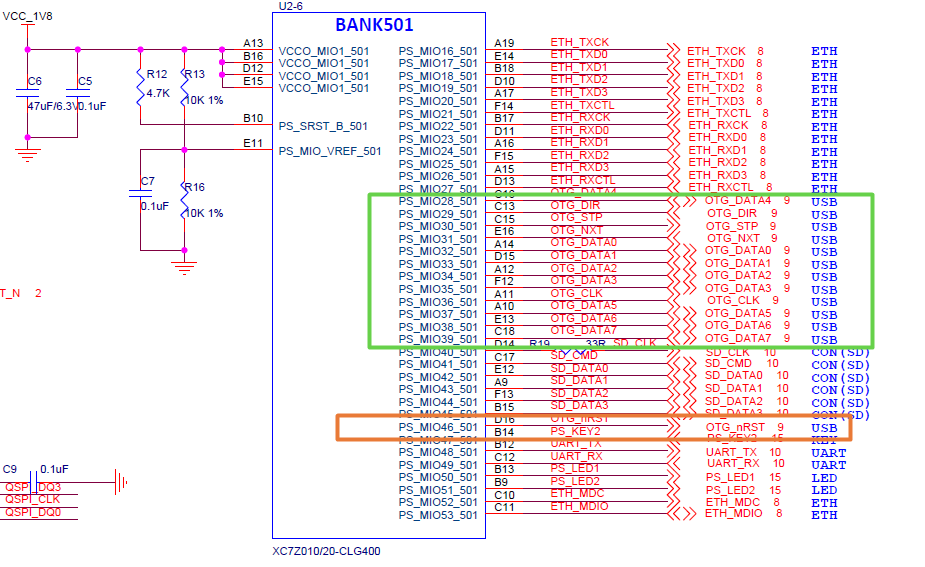 U2-6
VCC_1V8
BANK501
C6
47uF/6.3V
C5
0.1uF
R12
4.7K
R13
10K 1%
C7
0.1uF
R16
10K 1%
T_N 2
C9
0.1uF
QSPI_DQ3
QSPI_CLK
QSPI_DQ0
A13 VCCO_MIO1_501
B16 VCCO_MIO1_501
D12 VCCO_MIO1_501
E15 VCCO_MIO1_501
B10 PS_SRST_B_501
E11 PS_MIO_VREF_501
PS_MIO16_501 A19 ETH_TXCK ETH_TXCK 8 ETH
PS_MIO17_501 E14 ETH_TXD0 ETH_TXD0 8 ETH
PS_MIO18_501 B18 ETH_TXD1 ETH_TXD1 8 ETH
PS_MIO19_501 D10 ETH_TXD2 ETH_TXD2 8 ETH
PS_MIO20_501 A17 ETH_TXD3 ETH_TXD3 8 ETH
PS_MIO21_501 F14 ETH_TXCTL ETH_TXCTL 8 ETH
PS_MIO22_501 B17 ETH_RXCK ETH_RXCK 8 ETH
PS_MIO23_501 D11 ETH_RXD0 ETH_RXD0 8 ETH
PS_MIO24_501 A16 ETH_RXD1 ETH_RXD1 8 ETH
PS_MIO25_501 F15 ETH_RXD2 ETH_RXD2 8 ETH
PS_MIO26_501 A15 ETH_RXD3 ETH_RXD3 8 ETH
PS_MIO27_501 D13 ETH_RXCTL ETH_RXCTL 8 ETH
PS_MIO28_501 C16 OTG_DATA4 OTG_DATA4 9 USB
PS_MIO29_501 C13 OTG_DIR OTG_DIR 9 USB
PS_MIO30_501 C15 OTG_STP OTG_STP 9 USB
PS_MIO31_501 E16 OTG_NXT OTG_NXT 9 USB
PS_MIO32_501 A14 OTG_DATA0 OTG_DATA0 9 USB
PS_MIO33_501 D15 OTG_DATA1 OTG_DATA1 9 USB
PS_MIO34_501 A12 OTG_DATA2 OTG_DATA2 9 USB
PS_MIO35_501 F12 OTG_DATA3 OTG_DATA3 9 USB
PS_MIO36_501 A11 OTG_CLK OTG_CLK 9 USB
PS_MIO37_501 A10 OTG_DATA5 OTG_DATA5 9 USB
PS_MIO38_501 E13 OTG_DATA6 OTG_DATA6 9 USB
PS_MIO39_501 C18 OTG_DATA7 OTG_DATA7 9 USB
PS_MIO40_501 D14 R19 33R SD_CLK SD_CLK 10 CON(SD)
PS_MIO41_501 C17 SD_CMD SD_CMD 10 CON(SD)
PS_MIO42_501 E12 SD_DATA0 SD_DATA0 10 CON(SD)
PS_MIO43_501 A9 SD_DATA1 SD_DATA1 10 CON(SD)
PS_MIO44_501 F13 SD_DATA2 SD_DATA2 10 CON(SD)
PS_MIO45_501 B15 SD_DATA3 SD_DATA3 10 CON(SD)
PS_MIO46_501 D16 OTG_nRST OTG_nRST 9 USB
PS_MIO47_501 B14 PS_KEY2 PS_KEY2 15 KEY
PS_MIO48_501 B12 UART_TX UART_TX 10 UART
PS_MIO49_501 C12 UART_RX UART_RX 10 UART
PS_MIO50_501 B13 PS_LED1 PS_LED1 15 LED
PS_MIO51_501 B9 PS_LED2 PS_LED2 15 LED
PS_MIO52_501 C10 ETH_MDC ETH_MDC 8 ETH
PS_MIO53_501 C11 ETH_MDIO ETH_MDIO 8 ETH
XC7Z010/20-CLG400